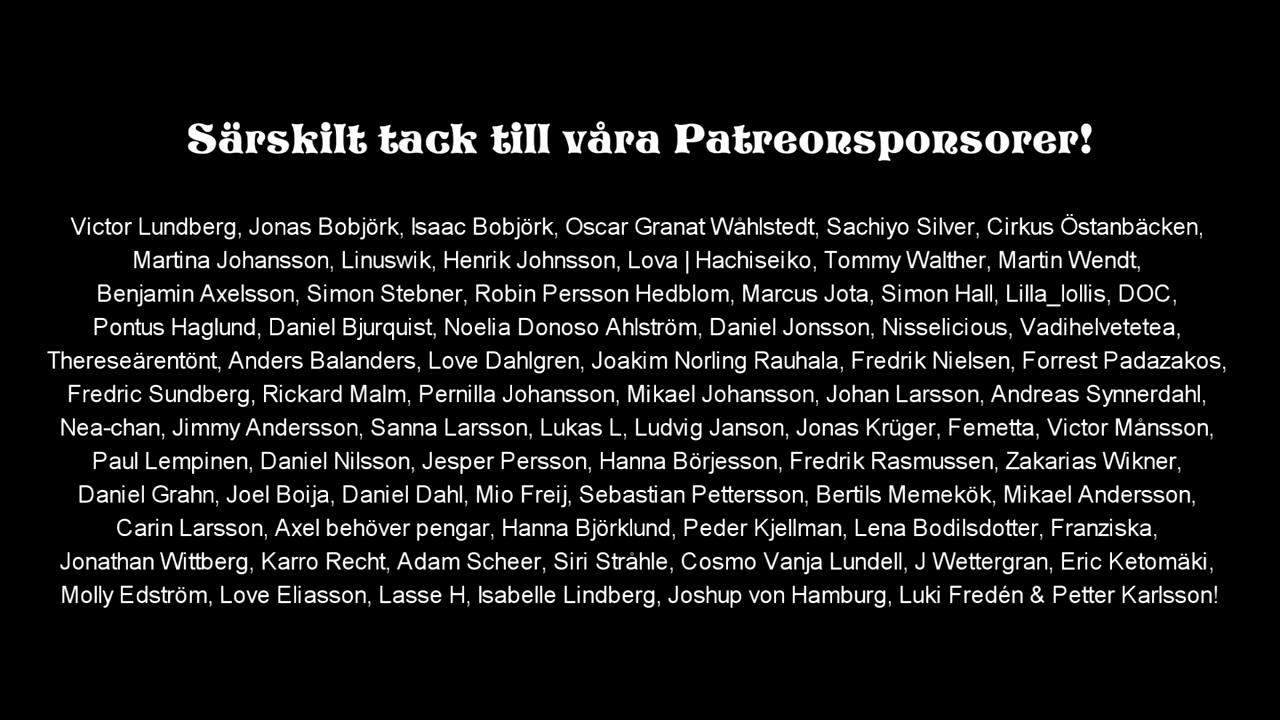 Särskilt tack till våra Patreonsponsorer!
Victor Lundberg, Jonas Bobjörk, Isaac Bobjörk, Oscar Granat Wåhlstedt, Sachiyo Silver, Cirkus Östanbäcken,
Martina Johansson, Linuswik, Henrik Johnsson, Lova | Hachiseiko, Tommy Walther, Martin Wendt,
Benjamin Axelsson, Simon Stebner, Robin Persson Hedblom, Marcus Jota, Simon Hall, Lilla_lollis, DOC,
Pontus Haglund, Daniel Bjurquist, Noelia Donoso Ahlström, Daniel Jonsson, Nisselicious, Vadihelvetetea,
Thereseärentönt, Anders Balanders, Love Dahlgren, Joakim Norling Rauhala, Fredrik Nielsen, Forrest Padazakos,
Fredric Sundberg, Rickard Malm, Pernilla Johansson, Mikael Johansson, Johan Larsson, Andreas Synnerdahl,
Nea-chan, Jimmy Andersson, Sanna Larsson, Lukas L, Ludvig Janson, Jonas Krüger, Femetta, Victor Månsson,
Paul Lempinen, Daniel Nilsson, Jesper Persson, Hanna Börjesson, Fredrik Rasmussen, Zakarias Wikner,
Daniel Grahn, Joel Boija, Daniel Dahl, Mio Freij, Sebastian Pettersson, Bertils Memekök, Mikael Andersson,
Carin Larsson, Axel behöver pengar, Hanna Björklund, Peder Kjellman, Lena Bodilsdotter, Franziska,
Jonathan Wittberg, Karro Recht, Adam Scheer, Siri Stråhle, Cosmo Vanja Lundell, J Wettergran, Eric Ketomäki,
Molly Edström, Love Eliasson, Lasse H, Isabelle Lindberg, Joshup von Hamburg, Luki Fredén & Petter Karlsson!